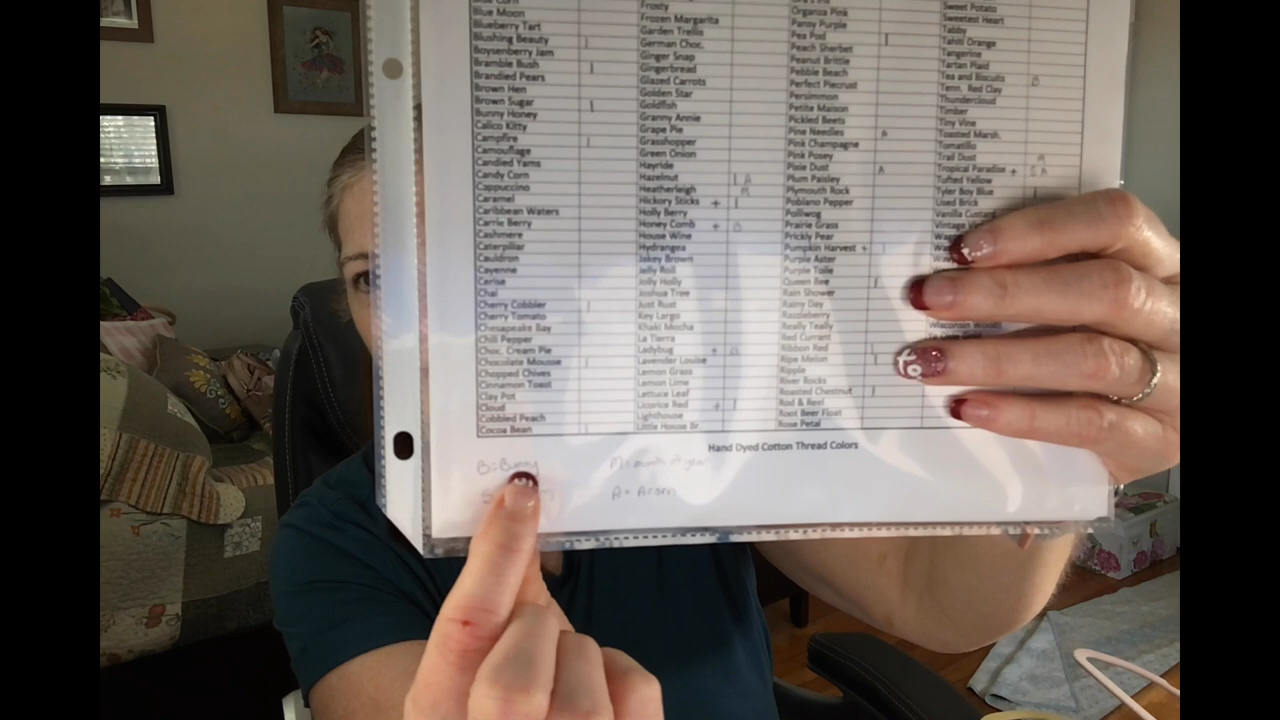 Blue Moon
Blueberry Tart
Blushing Beauty
Boysenberry Jam
Bramble Bush
Brandied Pears
Brown Hen
Brown Sugar
Bunny Honey
Calico Kitty
Campfire
Camouflage
Candied Yams
Candy Corn
Cappuccino
Caramel
Caribbean Waters
Carrie Berry
Cashmere
Caterpillar
Cauldron
Cayenne
Cerise
Chai
Cherry Cobbler
Cherry Tomato
Chesapeake Bay
Chili Pepper
Choc. Cream Pie
Chocolate Mousse
Chopped Chives
Cinnamon Toast
Clay Pot
Cloud
Cobbled Peach
Cocoa Bean
Frosty
Frozen Margarita
Garden Trellis
German Choc.
Ginger Snap
Gingerbread
Glazed Carrots
Golden Star
Goldfish
Granny Annie
Grape Pie
Grasshopper
Green Onion
Hayride
Hazelnut | A
Heatherleigh M
Hickory Sticks +
Holly Berry
Honey Comb + B
House Wine
Hydrangea
Jakey Brown
Jelly Roll
Jolly Holly
Joshua Tree
Just Rust
Key Largo
Khaki Mocha
La Tierra
Ladybug +
Lavender Louise
Lemon Grass
Lemon Lime
Lettuce Leaf
Licorice Red +
Lighthouse
Little House Br.
Organza Pink
Pansy Purple
Pea Pod
Peach Sherbet
Peanut Brittle
Pebble Beach
Perfect Piecrust
Persimmon
Petite Maison
Pickled Beets
Pine Needles A
Pink Champagne
Pink Posey
Pixie Dust A
Plum Paisley
Plymouth Rock
Poblano Pepper
Polliwog
Prairie Grass
Prickly Pear
Pumpkin Harvest +
Purple Aster
Purple Toile
Queen Bee
Rain Shower
Rainy Day
Razzleberry
Really Teally
Red Currant
Ribbon Red
Ripe Melon
Ripple
River Rocks
Roasted Chestnut
Rod & Reel
Root Beer Float
Rose Petal
Sweet Potato
Sweetest Heart
Tabby
Tahiti Orange
Tangerine
Tartan Plaid
Tea and Biscuits B
Tenn. Red Clay
Thundercloud
Timber
Tiny Vine
Toasted Marsh.
Tomatillo
Trail Dust M
Tropical Paradise + S A
Tufted Yellow
Tyler Boy Blue
Used Brick
Vanilla Custard
Vintage
Hand Dyed Cotton Thread Colors
B=Bunny
A= Acorn
to